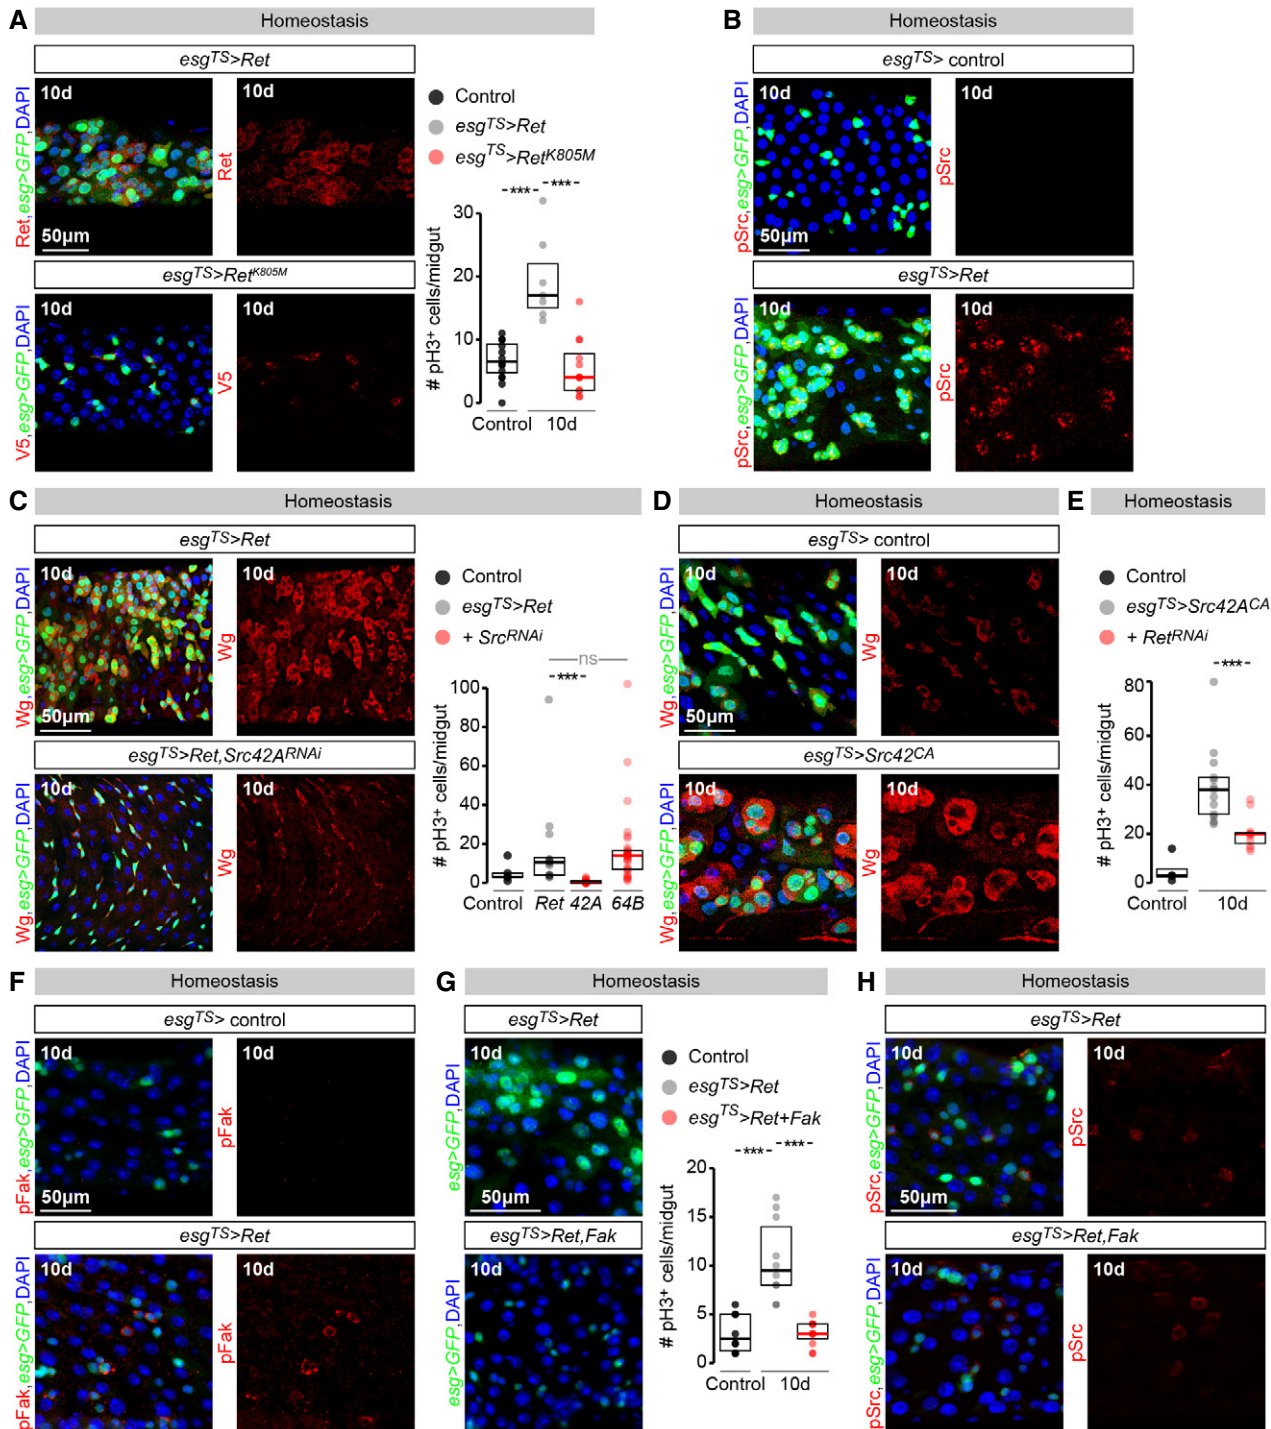 A
Homeostasis
esgTS>Ret
10d
10d
Ret,esg>GFP,DAPI
Ret
50µm
esgTS>RetK805M
10d
10d
V5,esg>GFP,DAPI
V5
Control
esgTS>Ret
esgTS>RetK805M
*** ***
# pH3+ cells/midgut
30
20
10
0
Control 10d
B
Homeostasis
esgTS> control
10d
10d
pSrc,esg>GFP,DAPI
pSrc
50µm
esgTS>Ret
10d
10d
pSrc,esg>GFP,DAPI
pSrc
C
Homeostasis
esgTS>Ret
10d
10d
Wg,esg>GFP,DAPI
Wg
50µm
esgTS>Ret,Src42ARNAi
10d
10d
Wg,esg>GFP,DAPI
Wg
Control
esgTS>Ret
+ SrcRNAi
ns
***
# pH3+ cells/midgut
100
80
60
40
20
0
Control Ret 42A 64B
D
Homeostasis
esgTS> control
10d
10d
Wg,esg>GFP,DAPI
Wg
50µm
esgTS>Src42CA
10d
10d
Wg,esg>GFP,DAPI
Wg
E
Homeostasis
Control
esgTS>Src42ACA
+ RetRNAi
***
# pH3+ cells/midgut
80
60
40
20
0
Control 10d
F
Homeostasis
esgTS> control
10d
10d
pFak,esg>GFP,DAPI
pFak
50µm
esgTS>Ret
10d
10d
pFak,esg>GFP,DAPI
pFak
G
Homeostasis
esgTS>Ret
10d
esg>GFP,DAPI
50µm
esgTS>Ret,Fak
10d
esg>GFP,DAPI
Control
esgTS>Ret
esgTS>Ret+Fak
*** ***
# pH3+ cells/midgut
20
15
10
5
0
Control 10d
H
Homeostasis
esgTS>Ret
10d
10d
pSrc,esg>GFP,DAPI
pSrc
50µm
esgTS>Ret,Fak
10d
10d
pSrc,esg>GFP,DAPI
pSrc